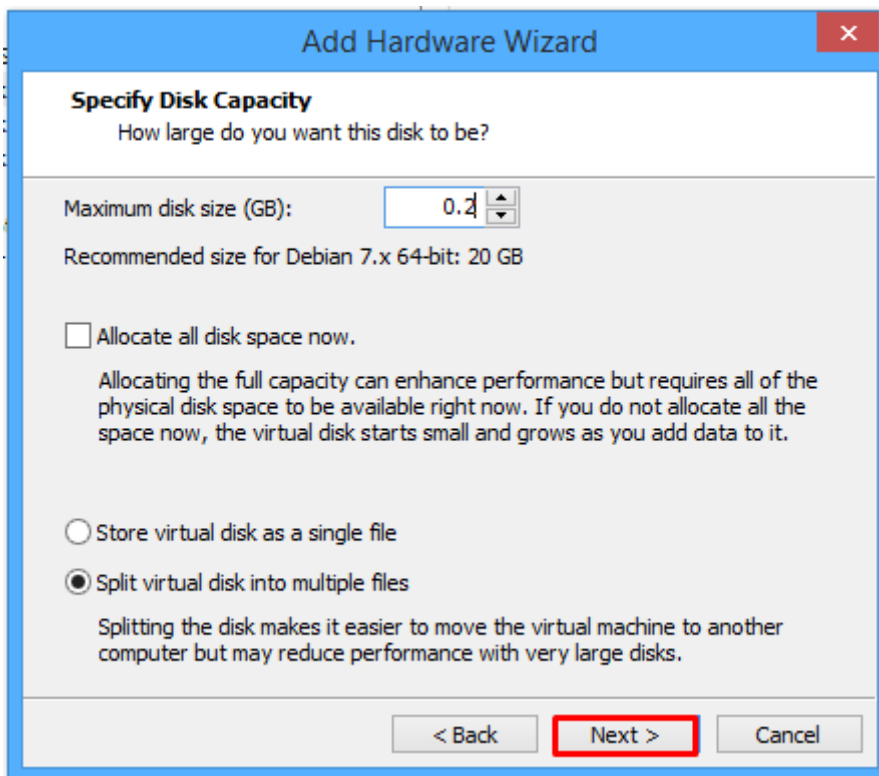 Add Hardware Wizard
Specify Disk Capacity
How large do you want this disk to be?
Maximum disk size (GB): 0.2
Recommended size for Debian 7.x 64-bit: 20 GB
Allocate all disk space now.
Allocating the full capacity can enhance performance but requires all of the
physical disk space to be available right now. If you do not allocate all the
space now, the virtual disk starts small and grows as you add data to it.
Store virtual disk as a single file
Split virtual disk into multiple files
Splitting the disk makes it easier to move the virtual machine to another
computer but may reduce performance with very large disks.
< Back Next > Cancel